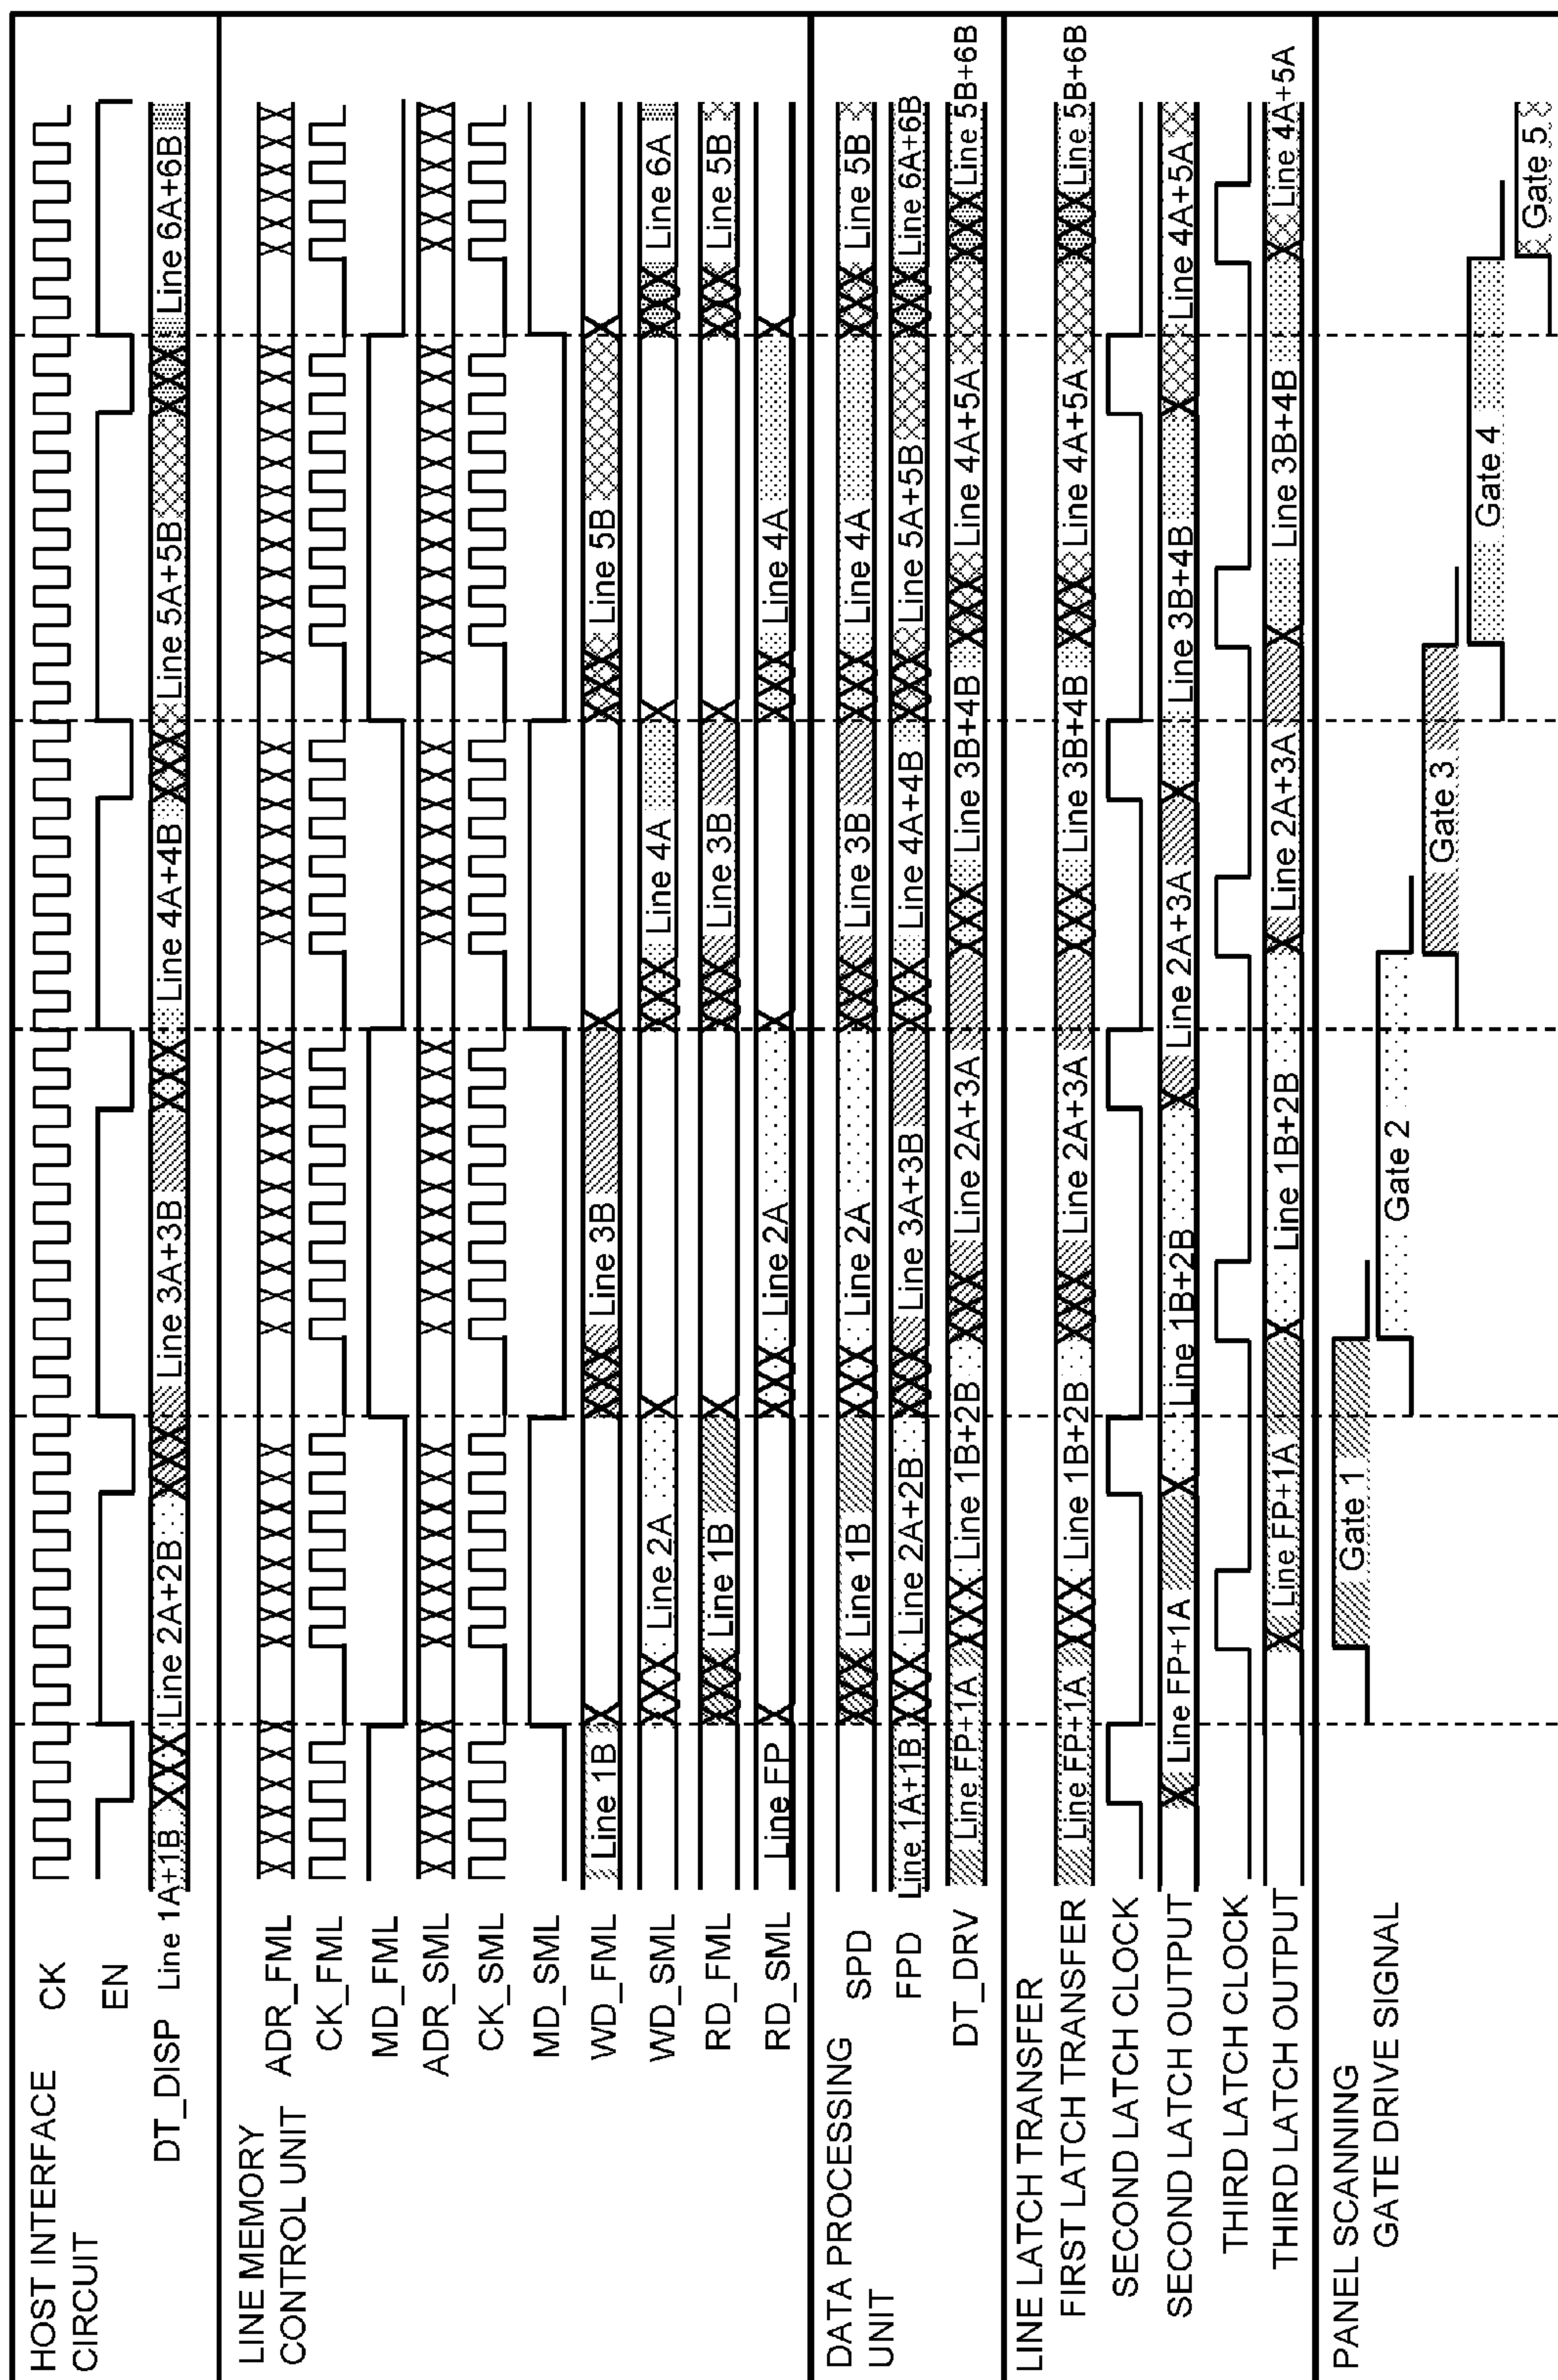 HOST INTERFACE
CIRCUIT
CK
EN
DT_DISP Line 1A+1B Line 2A+2B Line 3A+3B Line 4A+4B Line 5A+5B Line 6A+6B
LINE MEMORY
CONTROL UNIT
ADR_FML
CK_FML
MD_FML
ADR_SML
CK_SML
MD_SML
WD_FML Line 1B Line 3B Line 5B
WD_SML Line 2A Line 4A Line 6A
RD_FML Line 1B Line 3B Line 5B
RD_SML Line FP Line 2A Line 4A
DATA PROCESSING
UNIT
SPD Line 1B Line 2A Line 3B Line 4A Line 5B
FPD Line 1A+1B Line 2A+2B Line 3A+3B Line 4A+4B Line 5A+5B Line 6A+6B
DT_DRV Line FP+1A Line 1B+2B Line 2A+3A Line 3B+4B Line 4A+5A Line 5B+6B
LINE LATCH TRANSFER
FIRST LATCH TRANSFER Line FP+1A Line 1B+2B Line 2A+3A Line 3B+4B Line 4A+5A Line 5B+6B
SECOND LATCH CLOCK
SECOND LATCH OUTPUT Line FP+1A Line 1B+2B Line 2A+3A Line 3B+4B Line 4A+5A
THIRD LATCH CLOCK
THIRD LATCH OUTPUT Line FP+1A Line 1B+2B Line 2A+3A Line 3B+4B Line 4A+5A
PANEL SCANNING
GATE DRIVE SIGNAL
Gate 1
Gate 2
Gate 3
Gate 4
Gate 5